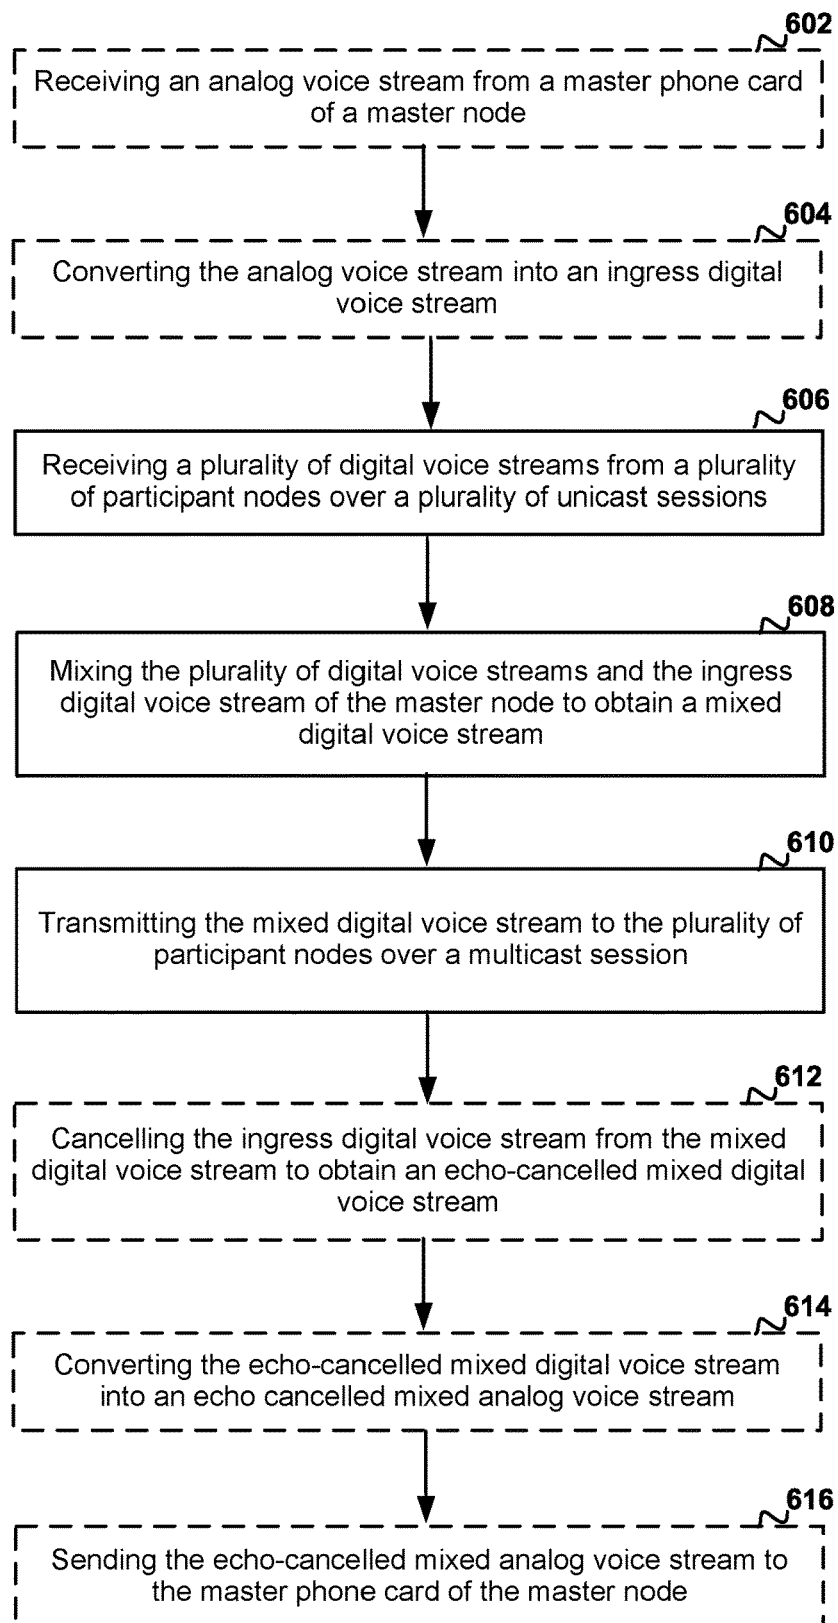 602
Receiving an analog voice stream from a master phone card
of a master node
604
Converting the analog voice stream into an ingress digital
voice stream
606
Receiving a plurality of digital voice streams from a plurality
of participant nodes over a plurality of unicast sessions
608
Mixing the plurality of digital voice streams and the ingress
digital voice stream of the master node to obtain a mixed
digital voice stream
610
Transmitting the mixed digital voice stream to the plurality of
participant nodes over a multicast session
612
Cancelling the ingress digital voice stream from the mixed
digital voice stream to obtain an echo-cancelled mixed digital
voice stream
614
Converting the echo-cancelled mixed digital voice stream
into an echo cancelled mixed analog voice stream
616
Sending the echo-cancelled mixed analog voice stream to
the master phone card of the master node